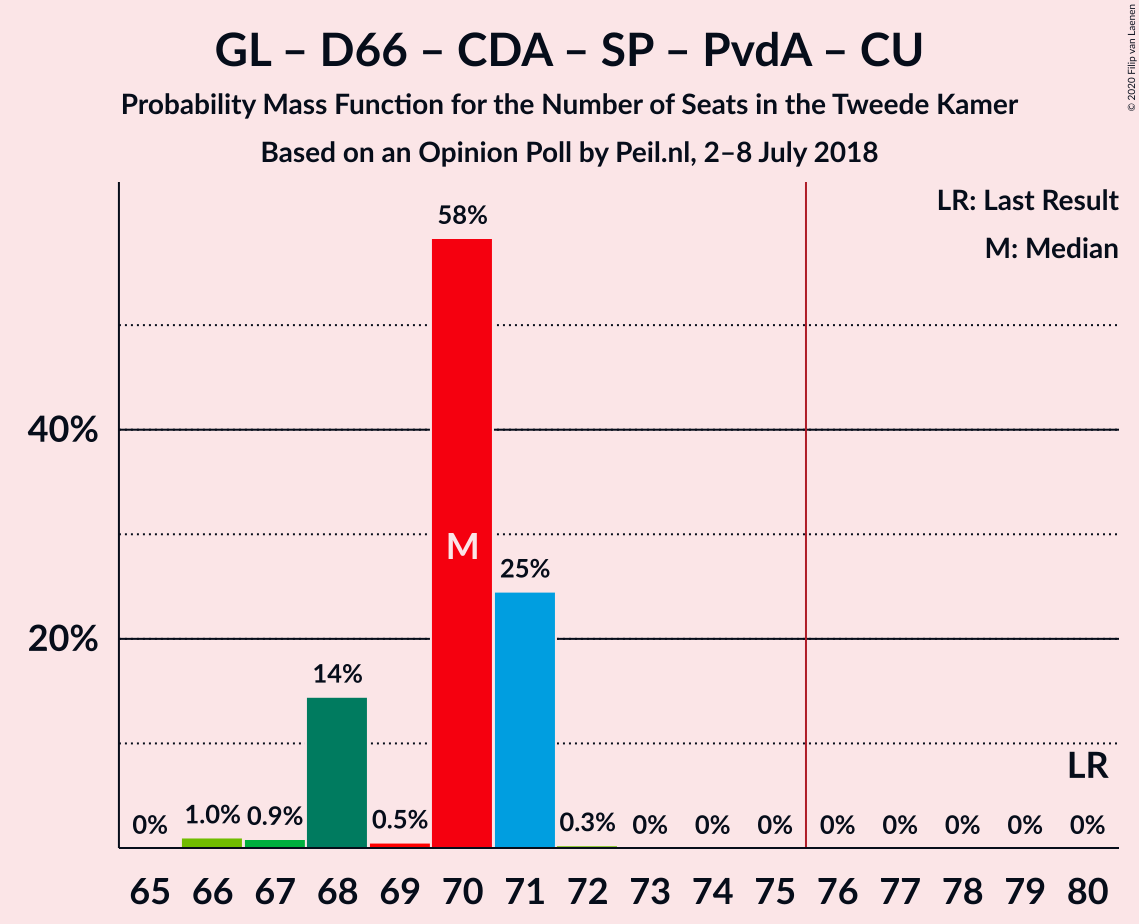 GL – D66 – CDA – SP – PvdA – CU
Probability Mass Function for the Number of Seats in the Tweede Kamer
Based on an Opinion Poll by Peil.nl, 2–8 July 2018
© 2020 Filip van Laenen
LR: Last Result
M: Median
40%
20%
0%
1.0%
0.9%
14%
0.5%
58%
M
25%
0.3%
0%
0%
0%
0%
0%
0%
0%
0%
LR
65 66 67 68 69 70 71 72 73 74 75 76 77 78 79 80